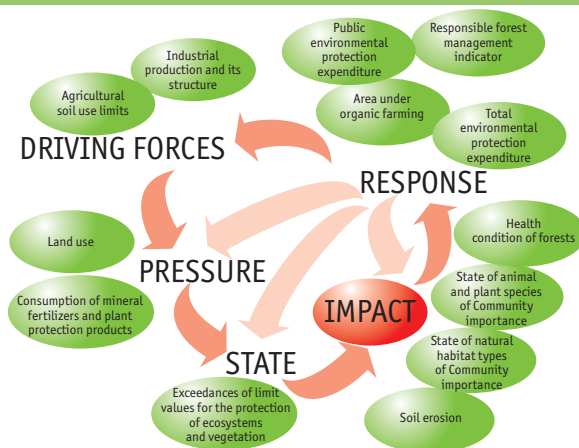 Public
environmental
protection
expenditure
Responsible forest
management
indicator
Industrial
production and its
structure
Agricultural
soil use limits
Area under
organic farming
Total
environmental
protection
expenditure
DRIVING FORCES
RESPONSE
Land use
PRESSURE
Health
condition of forests
Consumption of mineral
fertilizers and plant
protection products
IMPACT
State of animal
and plant species
of Community
importance
STATE
State of natural
habitat types
of Community
importance
Exceedances of limit
values for the protection
of ecosystems
and vegetation
Soil erosion